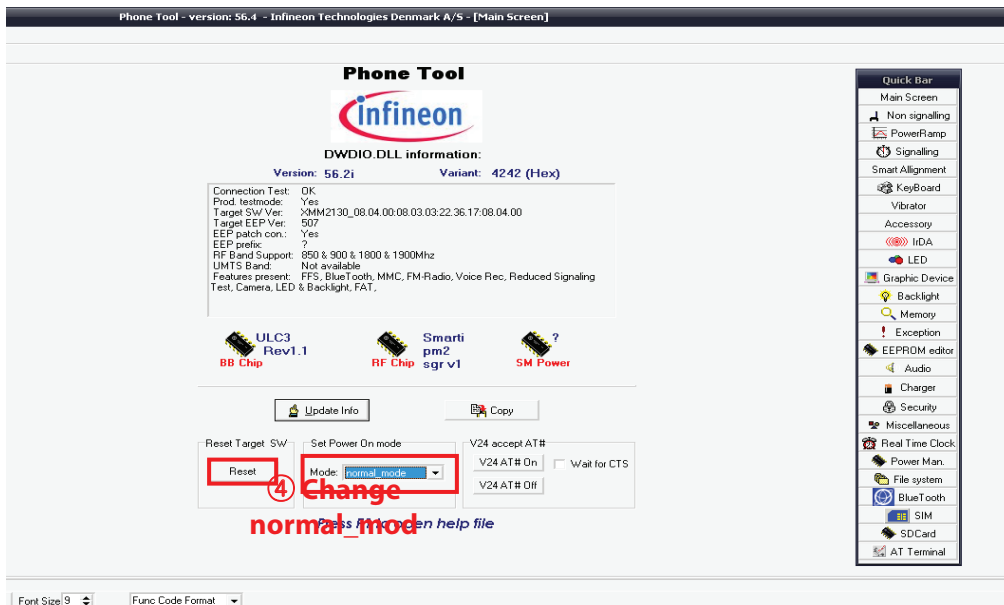 Phone Tool - version: 56.4 - Infineon Technologies Denmark A/S - [Main Screen]
Phone Tool
infineon
DWDIO.DLL information:
Version: 56.2i Variant: 4242 (Hex)
Connection Test: OK
Prod. testmode: Yes
Target SW Ver: XMM2130_08.04.00:08.03.03:22.36.17:08.04.00
Target EEP Ver: 507
EEP patch con.: Yes
EEP prefix: ?
RF Band Support: 850 & 900 & 1800 & 1900Mhz
UMTS Band: Not available
Features present: FFS, BlueTooth, MMC, FM-Radio, Voice Rec, Reduced Signaling
Test, Camera, LED & Backlight, FAT,
ULC3
Rev1.1
BB Chip
Smarti
pm2
sgr v1
RF Chip
?
SM Power
Update Info
Copy
Reset Target SW
Reset
Set Power On mode
Mode: normal_mode
V24 accept AT#
V24 AT# On
Wait for CTS
V24 AT# Off
④ Change
normal_mod
Press open help file
Quick Bar
Main Screen
Non signalling
PowerRamp
Signalling
Smart Allignment
KeyBoard
Vibrator
Accessory
IrDA
LED
Graphic Device
Backlight
Memory
Exception
EEPROM editor
Audio
Charger
Security
Miscellaneous
Real Time Clock
Power Man.
File system
BlueTooth
SIM
SDCard
AT Terminal
Font Size 9
Func Code Format